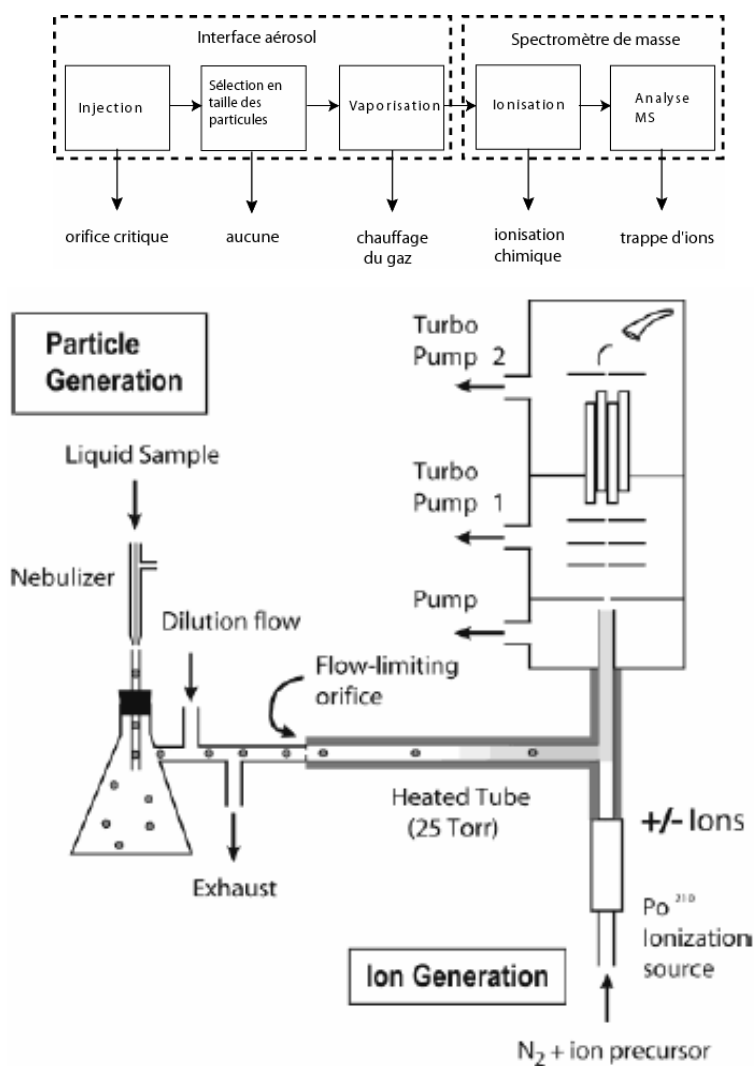 Interface aérosol
Spectromètre de masse
Injection
Sélection en
taille des
particules
Vaporisation
Ionisation
Analyse
MS
orifice critique
aucune
chauffage
du gaz
ionisation
chimique
trappe d'ions
Particle
Generation
Turbo
Pump 2
Liquid Sample
Turbo
Pump 1
Nebulizer
Dilution flow
Pump
Flow-limiting
orifice
Heated Tube
(25 Torr)
+/- Ions
Exhaust
Po 210
Ionization
source
Ion Generation
N2 + ion precursor